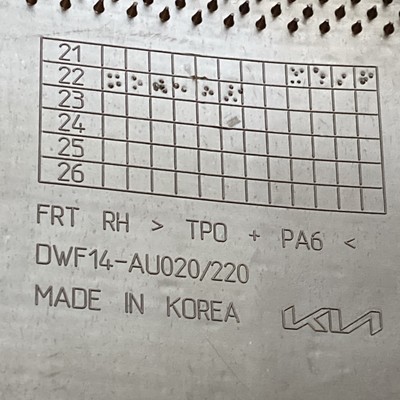 21
22
23
24
25
26
FRT RH > TPO + PA6 <
DWF14-AU020/220
MADE IN KOREA
KIA